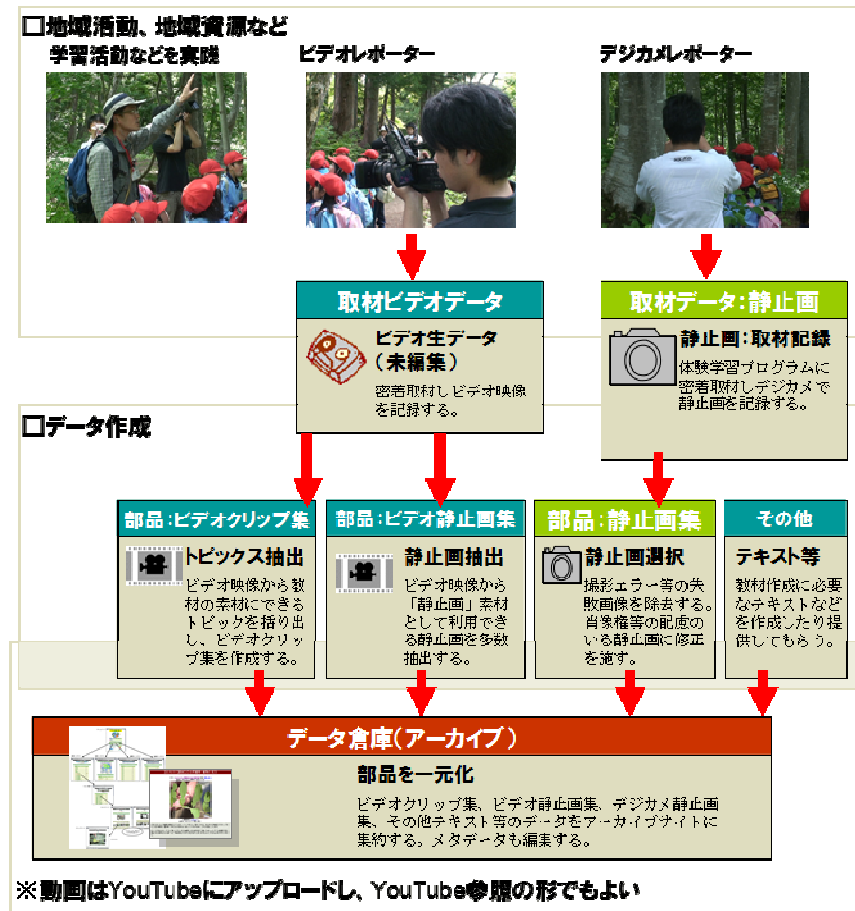 □地域活動、地域資源など
学習活動などを実践
ビデオレポーター
デジカメレポーター
取材ビデオデータ
ビデオ生データ
（未編集）
密着取材しビデオ映像
を記録する。
取材データ：静止画
静止画：取材記録
体験学習プログラムに
密着取材しデジカメで
静止画を記録する。
□データ作成
部品：ビデオクリップ集
トピックス抽出
ビデオ映像から教
材の素材にできる
トピックを括り出
し、ビデオクリッ
プ集を作成する。
部品：ビデオ静止画集
静止画抽出
ビデオ映像から
「静止画」素材
として利用でき
る静止画を多数
抽出する。
部品：静止画集
静止画選択
撮影エラー等の失
敗画像を除去する。
肖像権等の配慮の
いる静止画に修正
を施す。
その他
テキスト等
教材作成に必要
なテキストなど
を作成したり提
供してもらう。
データ倉庫（アーカイブ）
部品を一元化
ビデオクリップ集、ビデオ静止画集、デジカメ静止画
集、その他テキスト等のデータをアーカイブサイトに
集約する。メタデータも編集する。
※動画はYouTubeにアップロードし、YouTube参照の形でもよい